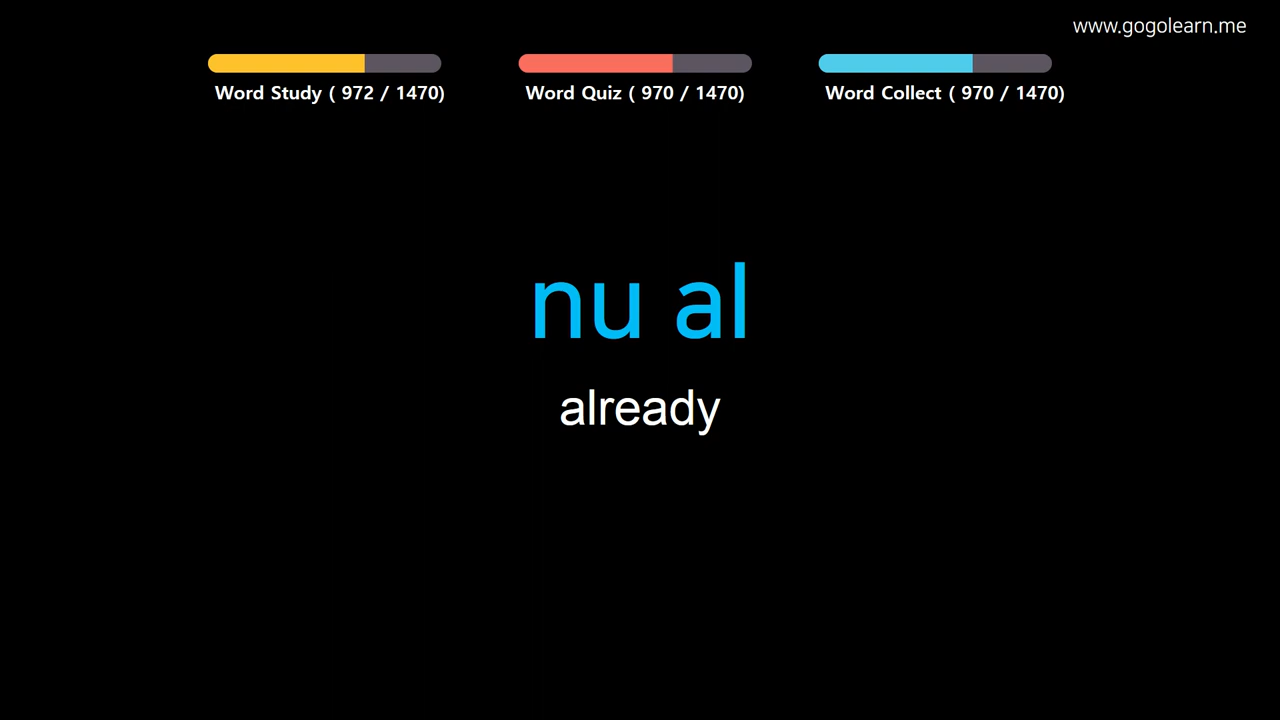 www.gogolearn.me
Word Study ( 972 / 1470)
Word Quiz ( 970 / 1470)
Word Collect ( 970 / 1470)
nu al
already